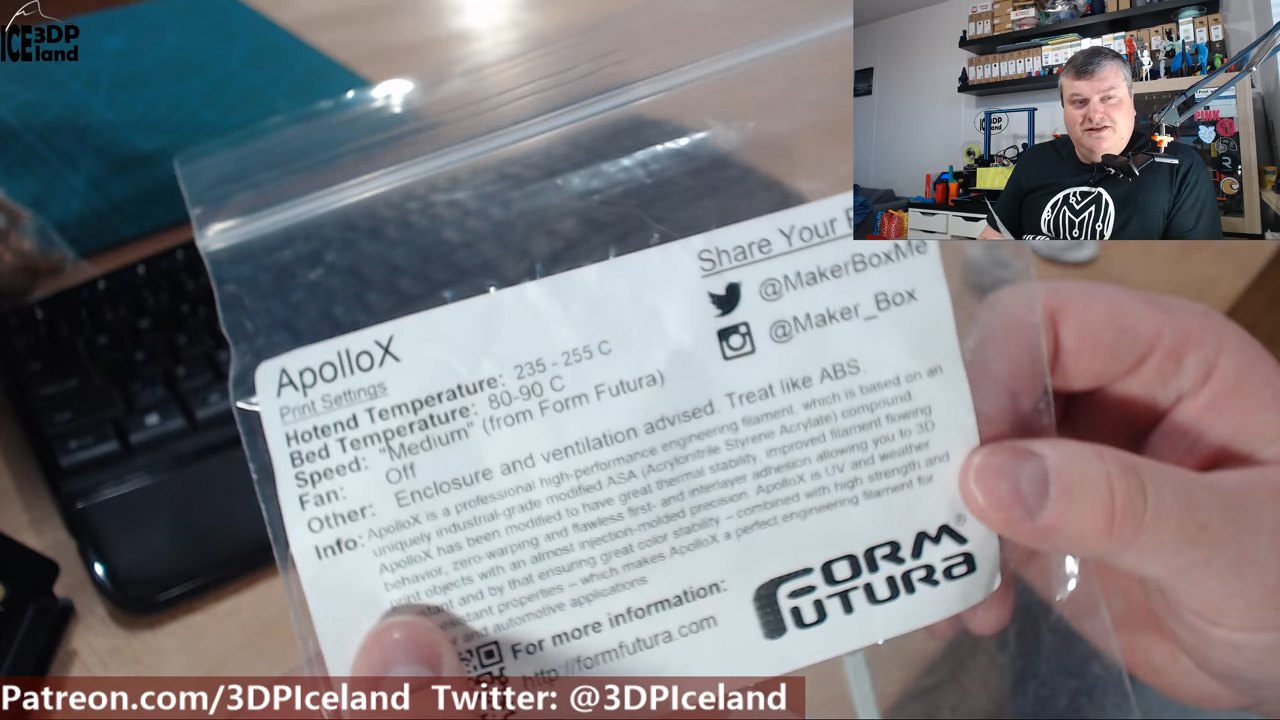 ICE 3DP
land
ApolloX
Print Settings
Hotend Temperature: 235 - 255 C
Bed Temperature: 80-90 C
Speed: "Medium" (from Form Futura)
Fan: Off
Other: Enclosure and ventilation advised. Treat like ABS.
Info: ApolloX is a professional high-performance engineering filament, which is based on an
uniquely industrial-grade modified ASA (Acrylonitrile Styrene Acrylate) compound.
ApolloX has been modified to have great thermal stability, improved filament flowing
behavior, zero-warping and flawless first- and interlayer adhesion allowing you to 3D
print objects with an almost injection-molded precision. ApolloX is UV and weather
and by that ensuring great color stability – combined with high strength and
properties – which makes ApolloX a perfect engineering filament for
and automotive applications
For more information:
http://formfutura.com
Share Your
@MakerBoxMe
@Maker_Box
FORM
FUTURA®
ICE 3DP
land
PINK
Patreon.com/3DPIceland Twitter: @3DPIceland